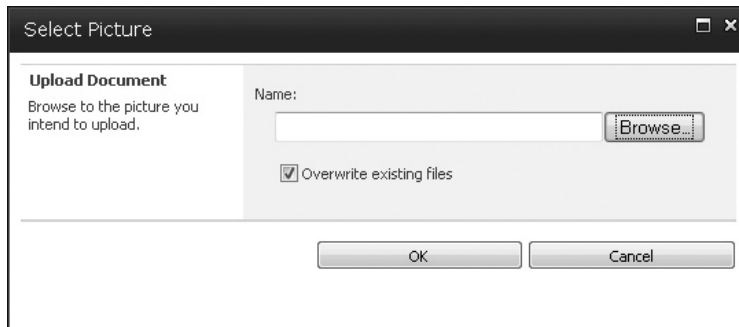 Select Picture
Upload Document
Browse to the picture you
intend to upload.
Name:
Browse...
Overwrite existing files
OK
Cancel